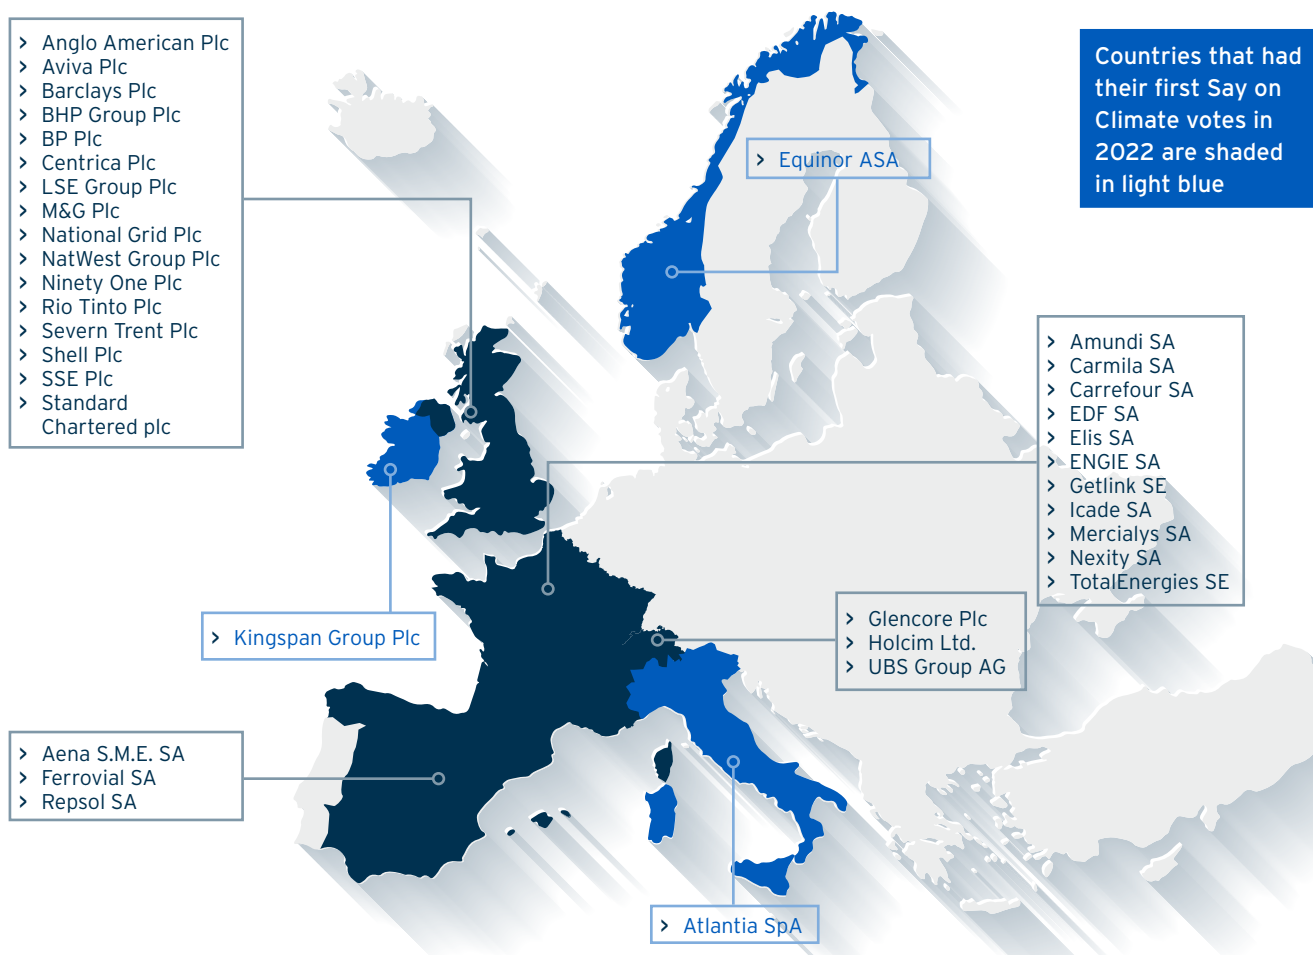 > Anglo American Plc
> Aviva Plc
> Barclays Plc
> BHP Group Plc
> BP Plc
> Centrica Plc
> LSE Group Plc
> M&G Plc
> National Grid Plc
> NatWest Group Plc
> Ninety One Plc
> Rio Tinto Plc
> Severn Trent Plc
> Shell Plc
> SSE Plc
> Standard
Chartered plc
Countries that had
their first Say on
Climate votes in
2022 are shaded
in light blue
> Equinor ASA
> Amundi SA
> Carmila SA
> Carrefour SA
> EDF SA
> Elis SA
> ENGIE SA
> Getlink SE
> Icade SA
> Mercialys SA
> Nexity SA
> TotalEnergies SE
> Kingspan Group Plc
> Glencore Plc
> Holcim Ltd.
> UBS Group AG
> Aena S.M.E. SA
> Ferrovial SA
> Repsol SA
> Atlantia SpA